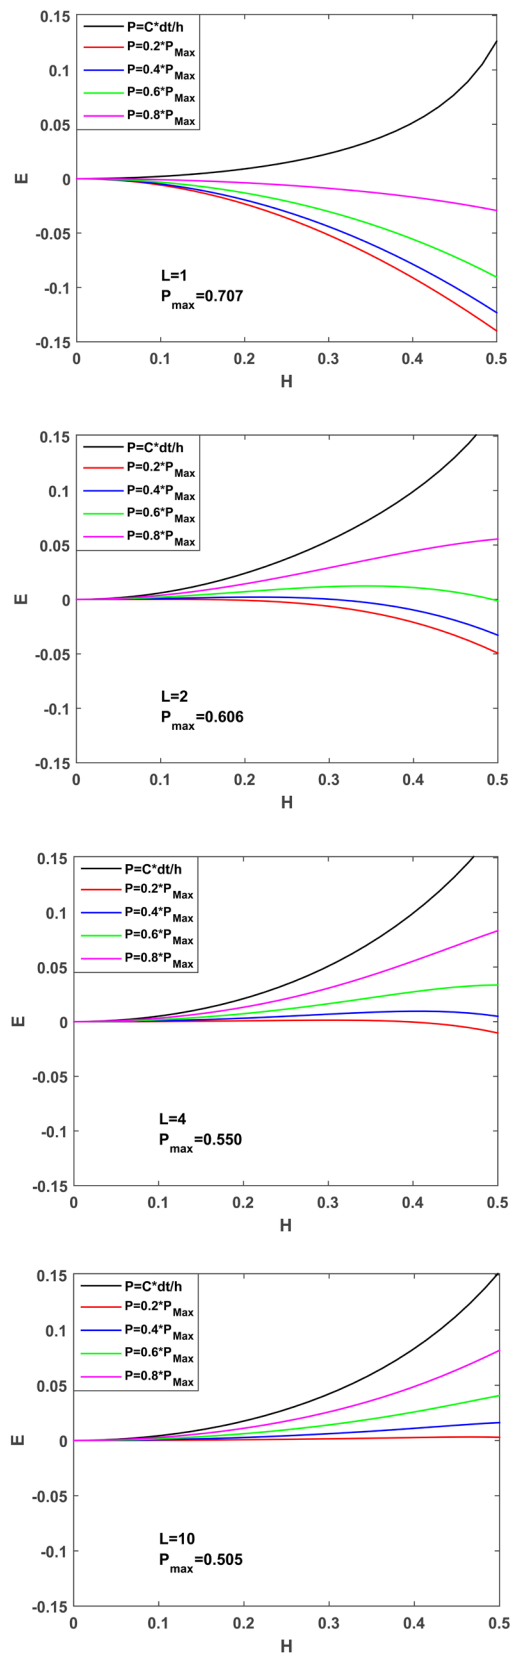 0.15
P=C*dt/h
P=0.2*P_Max
0.1
P=0.4*P_Max
P=0.6*P_Max
P=0.8*P_Max
0.05
E
0
-0.05
L=1
-0.1
P_max=0.707
-0.15
0 0.1 0.2 0.3 0.4 0.5
H
0.15
P=C*dt/h
P=0.2*P_Max
0.1
P=0.4*P_Max
P=0.6*P_Max
P=0.8*P_Max
0.05
E
0
-0.05
L=2
-0.1
P_max=0.606
-0.15
0 0.1 0.2 0.3 0.4 0.5
H
0.15
P=C*dt/h
P=0.2*P_Max
0.1
P=0.4*P_Max
P=0.6*P_Max
P=0.8*P_Max
0.05
E
0
-0.05
L=4
-0.1
P_max=0.550
-0.15
0 0.1 0.2 0.3 0.4 0.5
H
0.15
P=C*dt/h
P=0.2*P_Max
0.1
P=0.4*P_Max
P=0.6*P_Max
P=0.8*P_Max
0.05
E
0
-0.05
L=10
-0.1
P_max=0.505
-0.15
0 0.1 0.2 0.3 0.4 0.5
H